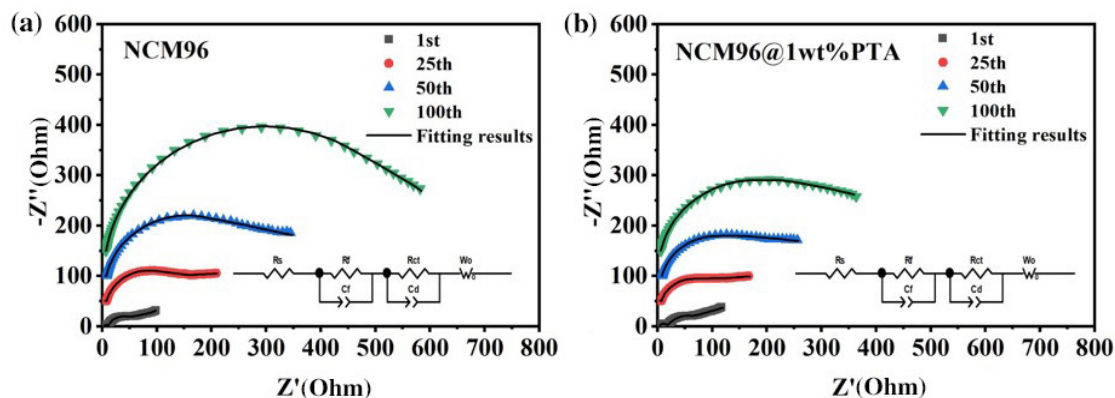 (a)
NCM96
1st
25th
50th
100th
Fitting results
-Z''(Ohm)
600
500
400
300
200
100
0
Rs
Rf
Rct
Wo
Cf
Cd
0 100 200 300 400 500 600 700 800
Z'(Ohm)
(b)
NCM96@1wt%PTA
1st
25th
50th
100th
Fitting results
-Z''(Ohm)
600
500
400
300
200
100
0
Rs
Rf
Rct
Wo
Cf
Cd
0 100 200 300 400 500 600 700 800
Z'(Ohm)